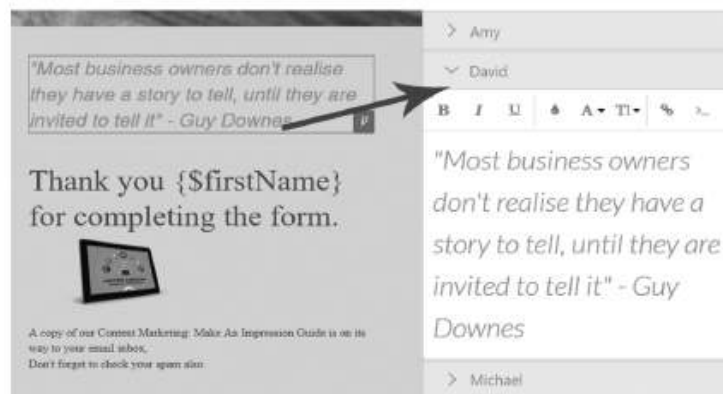 "Most business owners don't realise
they have a story to tell, until they are
invited to tell it" - Guy Downes
Thank you {$firstName}
for completing the form.
A copy of our Content Marketing: Make An Impression Guide is on its
way to your email inbox,
Don't forget to check your spam also
Amy
David
B I U A T
"Most business owners
don't realise they have a
story to tell, until they are
invited to tell it" - Guy
Downes
Michael